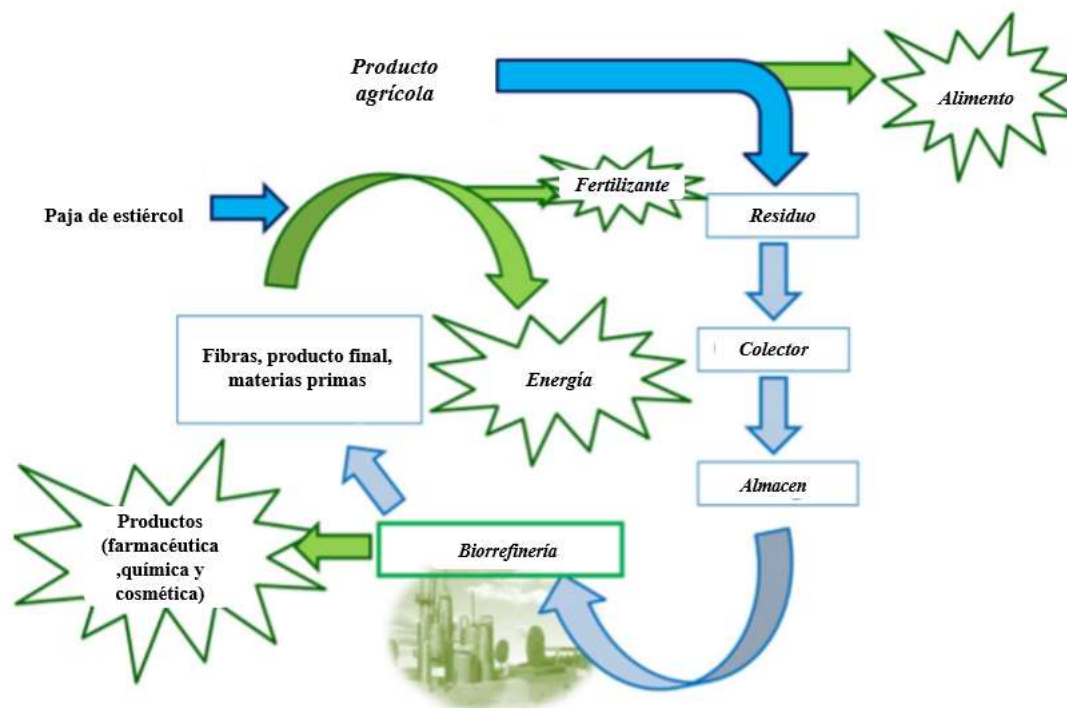 Producto
agrícola
Alimento
Fertilizante
Paja de estiércol
Residuo
Fibras, producto final,
materias primas
Energía
Colector
Almacen
Productos
(farmacéutica
,química y
cosmética)
Biorrefinería